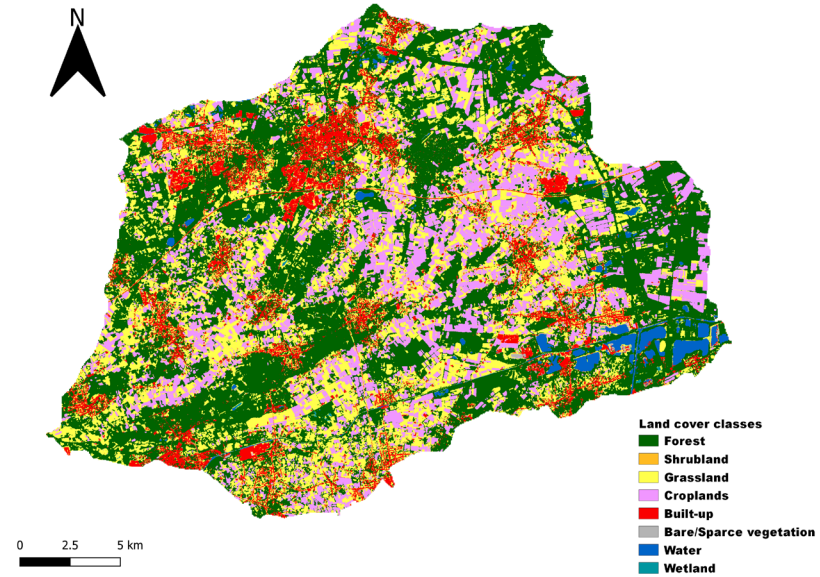 N
Land cover classes
Forest
Shrubland
Grassland
Croplands
Built-up
Bare/Sparce vegetation
Water
Wetland
0 2.5 5 km